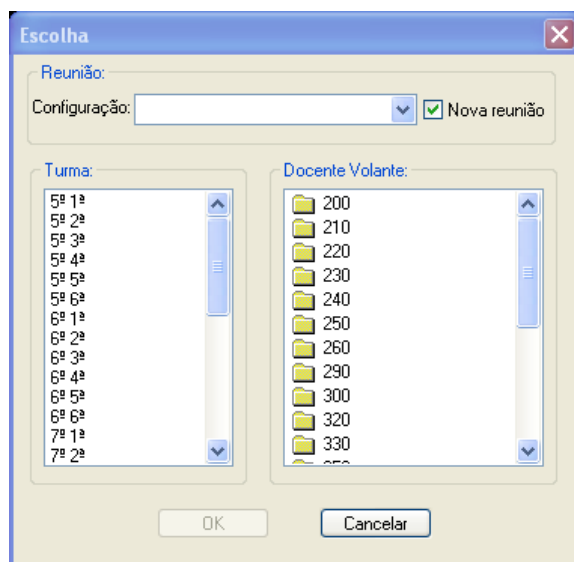 Escolha
Reunião:
Configuração:
Nova reunião
Turma:
5º 1ª
5º 2ª
5º 3ª
5º 4ª
5º 5ª
5º 6ª
6º 1ª
6º 2ª
6º 3ª
6º 4ª
6º 5ª
6º 6ª
7º 1ª
7º 2ª
Docente Volante:
200
210
220
230
240
250
260
290
300
320
330
OK
Cancelar